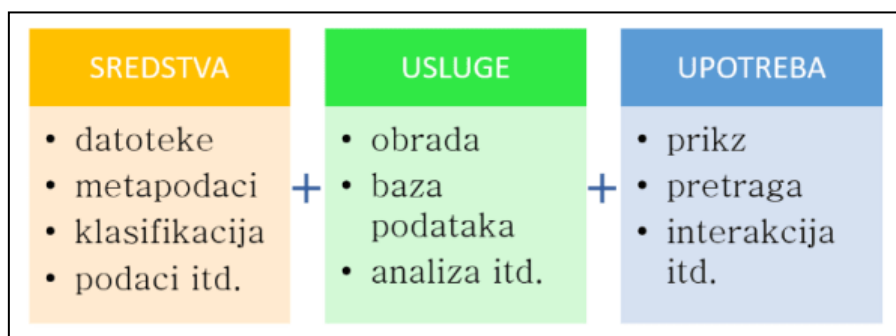 SREDSTVA
• datoteke
• metapodaci
• klasifikacija
• podaci itd.
+
USLUGE
• obrada
• baza
podataka
• analiza itd.
+
UPOTREBA
• prikz
• pretraga
• interakcija
itd.